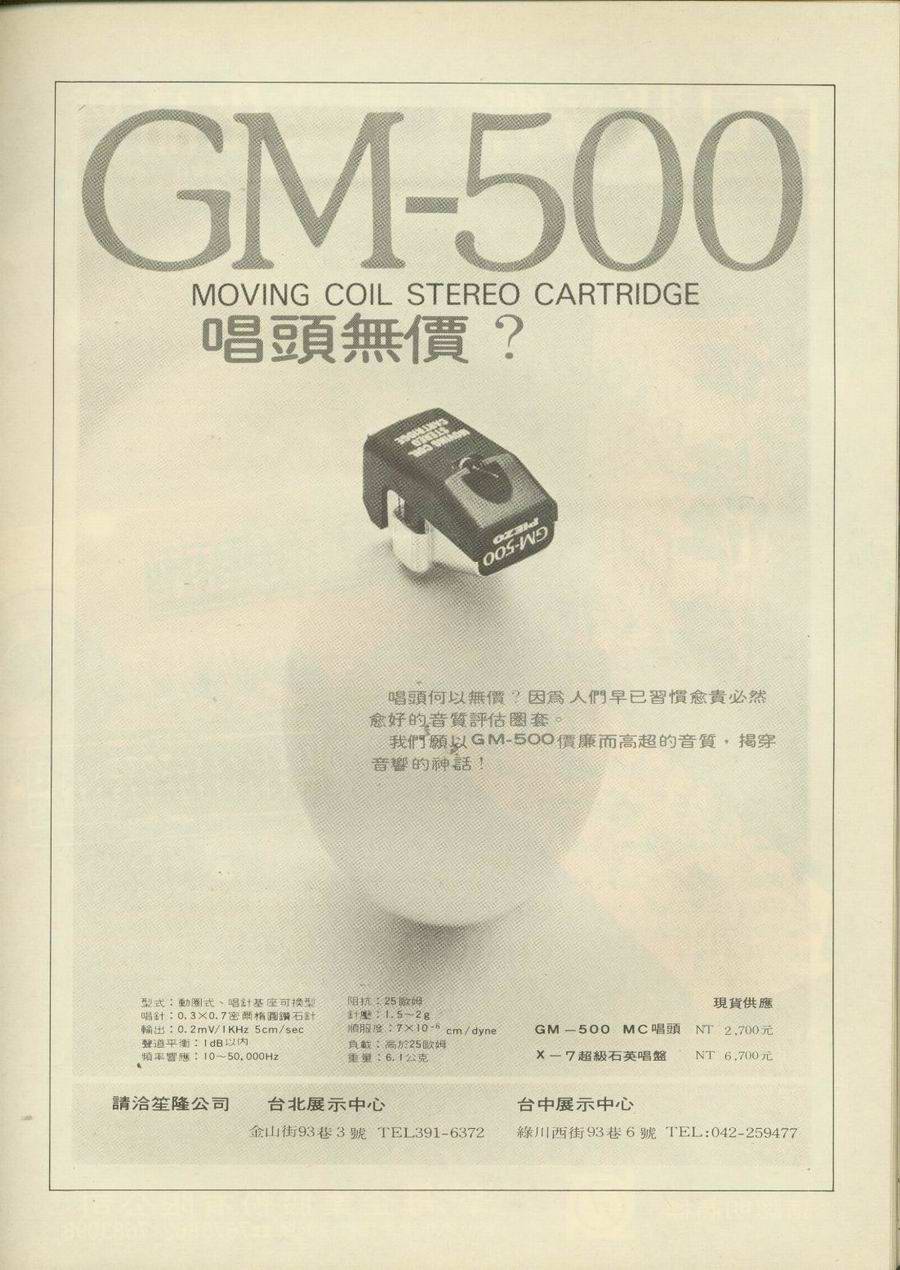 GM-500
MOVING COIL STEREO CARTRIDGE
唱頭無價？
MOVING COIL
STEREO
CARTRIDGE
PIEZO
GM-500
唱頭何以無價？因為人們早已習慣愈貴必然
愈好的音質評估圈套。
我們願以GM-500價廉而高超的音質，揭穿
音響的神話！
型式：動圈式、唱針基座可換型
唱針：0.3×0.7密爾橢圓鑽石針
輸出：0.2mV/1KHz 5cm/sec
聲道平衡：1dB以內
頻率響應：10～50,000Hz
阻抗：25歐姆
針壓：1.5～2g
順服度：7×10⁻⁶ cm/dyne
負載：高於25歐姆
重量：6.1公克
現貨供應
GM－500 MC唱頭 NT 2,700元
X－7超級石英唱盤 NT 6,700元
請洽笙隆公司 台北展示中心 台中展示中心
金山街93巷3號 TEL391-6372 綠川西街93巷6號 TEL:042-259477